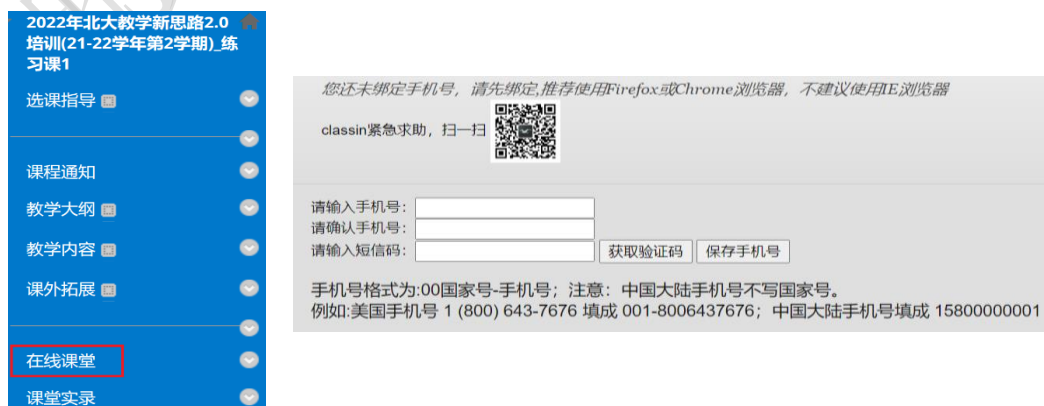 2022年北大教学新思路2.0
培训(21-22学年第2学期)_练
习课1
选课指导
课程通知
教学大纲
教学内容
课外拓展
在线课堂
课堂实录
您还未绑定手机号，请先绑定,推荐使用Firefox或Chrome浏览器，不建议使用IE浏览器
classin紧急求助，扫一扫
请输入手机号：
请确认手机号：
请输入短信码： 获取验证码 保存手机号
手机号格式为:00国家号-手机号；注意：中国大陆手机号不写国家号。
例如:美国手机号 1 (800) 643-7676 填成 001-8006437676；中国大陆手机号填成 15800000001